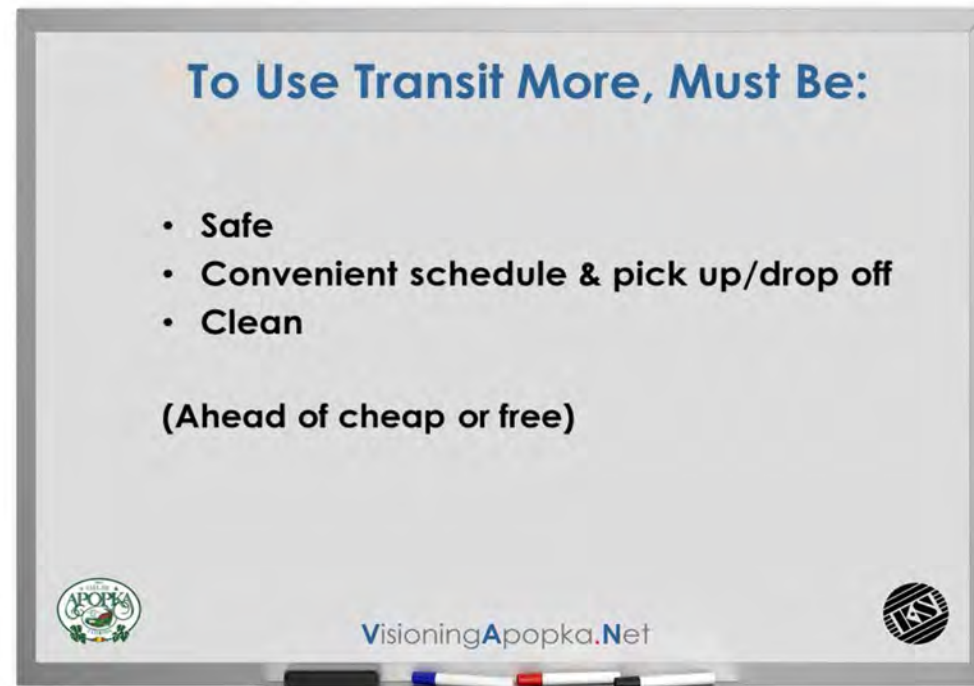 To Use Transit More, Must Be:
• Safe
• Convenient schedule & pick up/drop off
• Clean
(Ahead of cheap or free)
APOPKA
VisioningApopka.Net